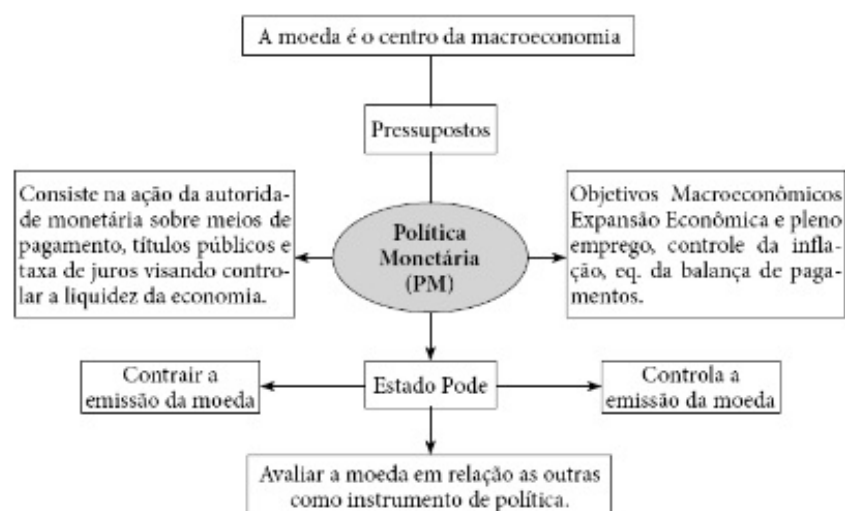 A moeda é o centro da macroeconomia
Pressupostos
Consiste na ação da autorida-
de monetária sobre meios de
pagamento, títulos públicos e
taxa de juros visando contro-
lar a liquidez da economia.
Política
Monetária
(PM)
Objetivos Macroeconômicos
Expansão Econômica e pleno
emprego, controle da infla-
ção, eq. da balança de paga-
mentos.
Contrair a
emissão da moeda
Estado Pode
Controla a
emissão da moeda
Avaliar a moeda em relação as outras
como instrumento de política.